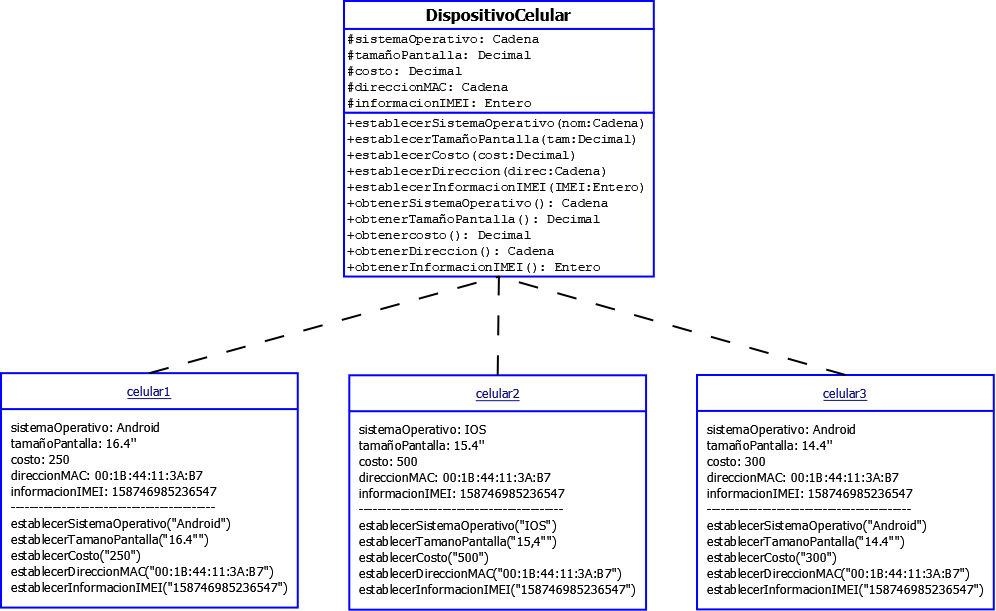 DispositivoCelular
#sistemaOperativo: Cadena
#tamañoPantalla: Decimal
#costo: Decimal
#direccionMAC: Cadena
#informacionIMEI: Entero
+establecerSistemaOperativo(nom:Cadena)
+establecerTamañoPantalla(tam:Decimal)
+establecerCosto(cost:Decimal)
+establecerDireccion(direc:Cadena)
+establecerInformacionIMEI(IMEI:Entero)
+obtenerSistemaOperativo(): Cadena
+obtenerTamañoPantalla(): Decimal
+obtenercosto(): Decimal
+obtenerDireccion(): Cadena
+obtenerInformacionIMEI(): Entero
celular1
sistemaOperativo: Android
tamañoPantalla: 16.4"
costo: 250
direccionMAC: 00:1B:44:11:3A:B7
informacionIMEI: 158746985236547
----------------------------------------
establecerSistemaOperativo("Android")
establecerTamanoPantalla("16.4"")
establecerCosto("250")
establecerDireccionMAC("00:1B:44:11:3A:B7")
establecerInformacionIMEI("158746985236547")
celular2
sistemaOperativo: IOS
tamañoPantalla: 15.4"
costo: 500
direccionMAC: 00:1B:44:11:3A:B7
informacionIMEI: 158746985236547
----------------------------------------
establecerSistemaOperativo("IOS")
establecerTamanoPantalla("15,4"")
establecerCosto("500")
establecerDireccionMAC("00:1B:44:11:3A:B7")
establecerInformacionIMEI("158746985236547")
celular3
sistemaOperativo: Android
tamañoPantalla: 14.4"
costo: 300
direccionMAC: 00:1B:44:11:3A:B7
informacionIMEI: 158746985236547
----------------------------------------
establecerSistemaOperativo("Android")
establecerTamanoPantalla("14.4"")
establecerCosto("300")
establecerDireccionMAC("00:1B:44:11:3A:B7")
establecerInformacionIMEI("158746985236547")